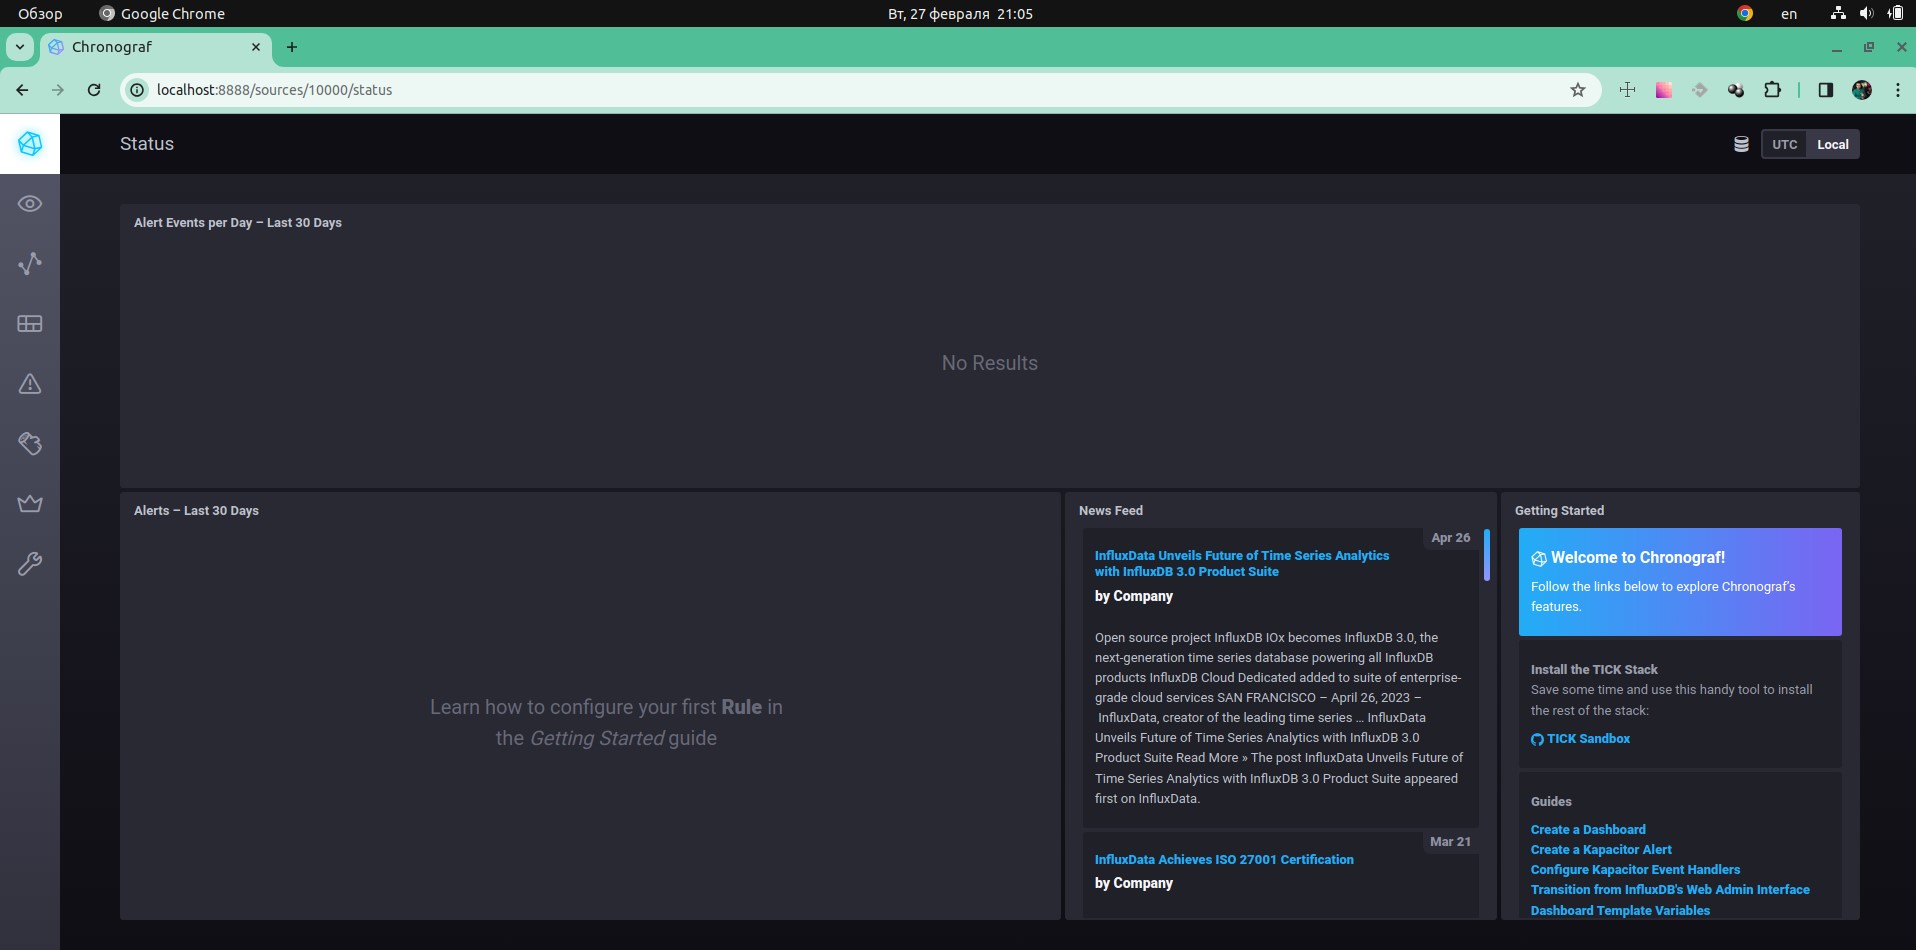 Обзор
Google Chrome
Вт, 27 февраля 21:05
en
Chronograf
localhost:8888/sources/10000/status
Status
UTC
Local
Alert Events per Day – Last 30 Days
No Results
Alerts – Last 30 Days
Learn how to configure your first Rule in
the Getting Started guide
News Feed
Apr 26
InfluxData Unveils Future of Time Series Analytics
with InfluxDB 3.0 Product Suite
by Company
Open source project InfluxDB IOx becomes InfluxDB 3.0, the
next-generation time series database powering all InfluxDB
products InfluxDB Cloud Dedicated added to suite of enterprise-
grade cloud services SAN FRANCISCO – April 26, 2023 –
InfluxData, creator of the leading time series … InfluxData
Unveils Future of Time Series Analytics with InfluxDB 3.0
Product Suite Read More » The post InfluxData Unveils Future of
Time Series Analytics with InfluxDB 3.0 Product Suite appeared
first on InfluxData.
Mar 21
InfluxData Achieves ISO 27001 Certification
by Company
Getting Started
Welcome to Chronograf!
Follow the links below to explore Chronograf's
features.
Install the TICK Stack
Save some time and use this handy tool to install
the rest of the stack:
TICK Sandbox
Guides
Create a Dashboard
Create a Kapacitor Alert
Configure Kapacitor Event Handlers
Transition from InfluxDB's Web Admin Interface
Dashboard Template Variables